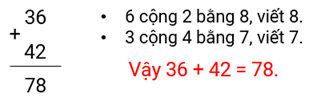 36
+
42
78
• 6 cộng 2 bằng 8, viết 8.
• 3 cộng 4 bằng 7, viết 7.
Vậy 36 + 42 = 78.